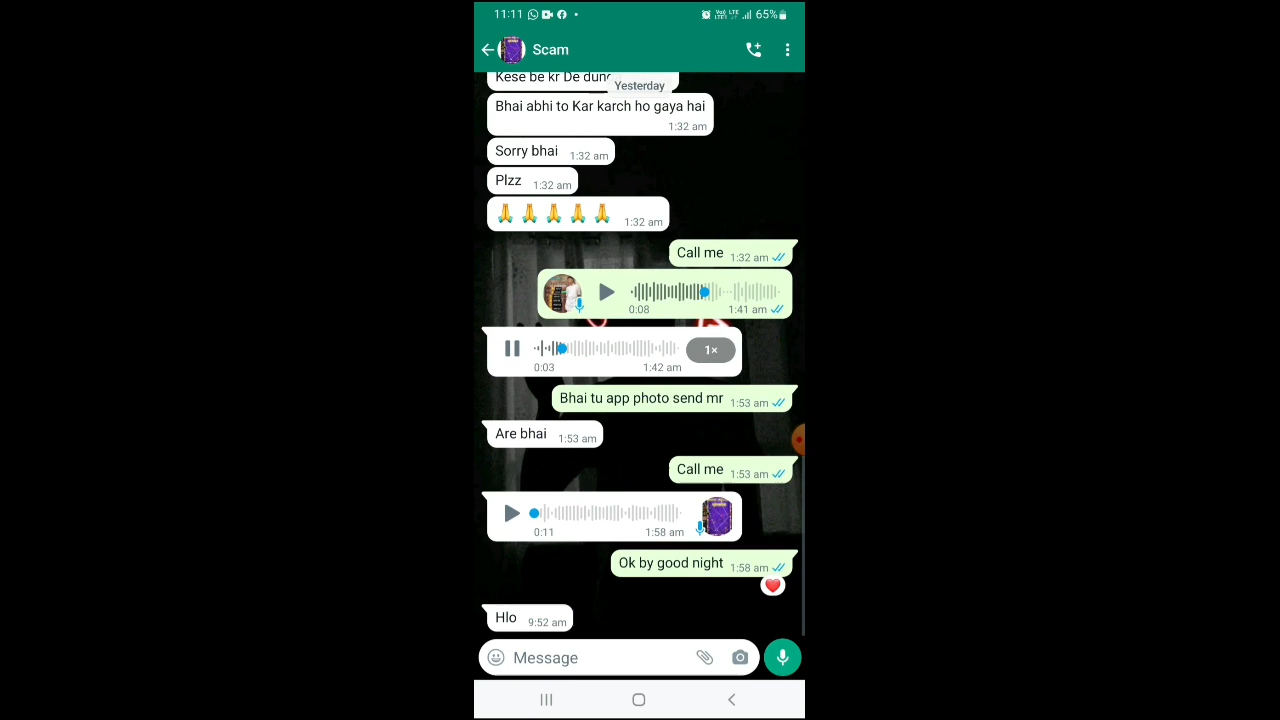 11:11 65%
Scam
Kese be kr De dung
Yesterday
Bhai abhi to Kar karch ho gaya hai
1:32 am
Sorry bhai 1:32 am
Plzz 1:32 am
🙏 🙏 🙏 🙏 🙏 1:32 am
Call me 1:32 am
0:08 1:41 am
1×
0:03 1:42 am
Bhai tu app photo send mr 1:53 am
Are bhai 1:53 am
Call me 1:53 am
0:11 1:58 am
Ok by good night 1:58 am
Hlo 9:52 am
Message